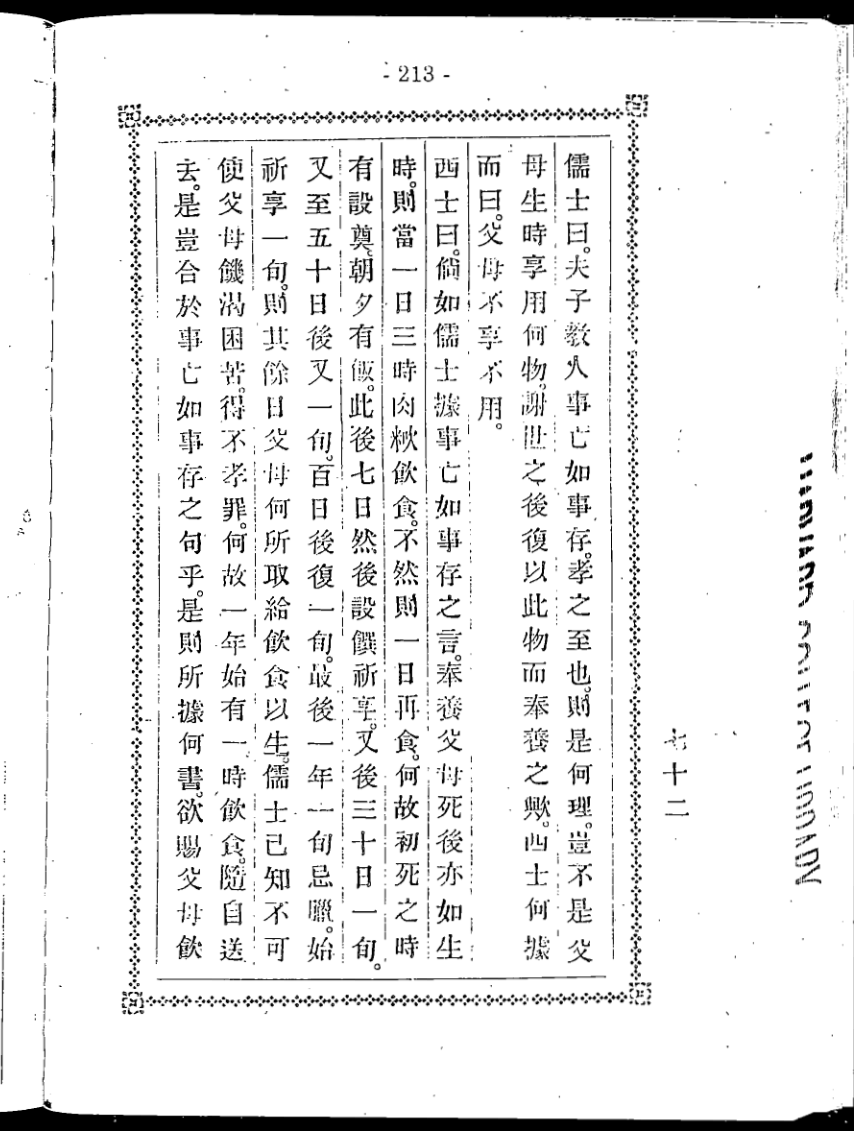 - 213 -
儒士曰。夫子教人事亡如事存。孝之至也。則是何理。豈不是父
母生時享用何物。謝世之後復以此物而奉養之歟。西士何據
而曰。父母不享不用。
西士曰。倘如儒士據事亡如事存之言。奉養父母死後亦如生
時。則當一日三時肉粇飲食。不然則一日再食。何故初死之時
有設奠。朝夕有飯。此後七日然後設饌祈享。又後三十日一旬。
又至五十日後又一旬。百日後復一旬。最後一年一旬忌臘。始
祈享一旬。則其餘日父母何所取給飲食以生。儒士己知不可
使父母饑渴困苦。得不孝罪。何故一年始有一時飲食。隨自送
去。是豈合於事亡如事存之句乎。是則所據何書。欲賜父母飲
七十二